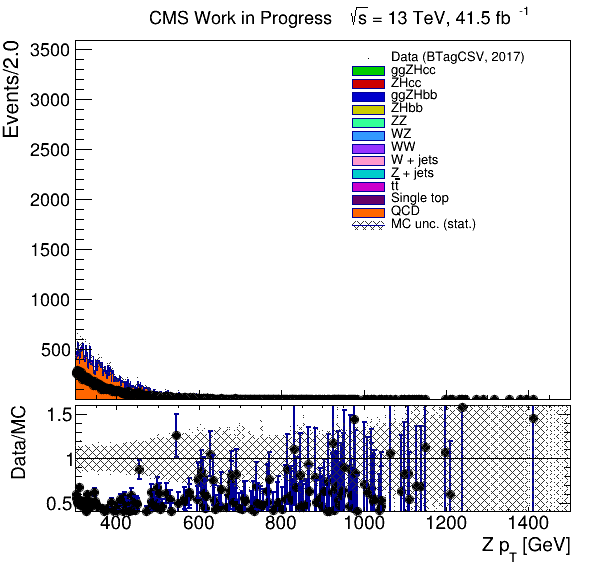 CMS Work in Progress √s = 13 TeV, 41.5 fb -1
Events/2.0
3500
3000
2500
2000
1500
1000
500
Data (BTagCSV, 2017)
ggZHcc
ZHcc
ggZHbb
ZHbb
ZZ
WZ
WW
W + jets
Z + jets
tt̅
Single top
QCD
MC unc. (stat.)
Data/MC
1.5
1
0.5
400 600 800 1000 1200 1400
Z pT [GeV]